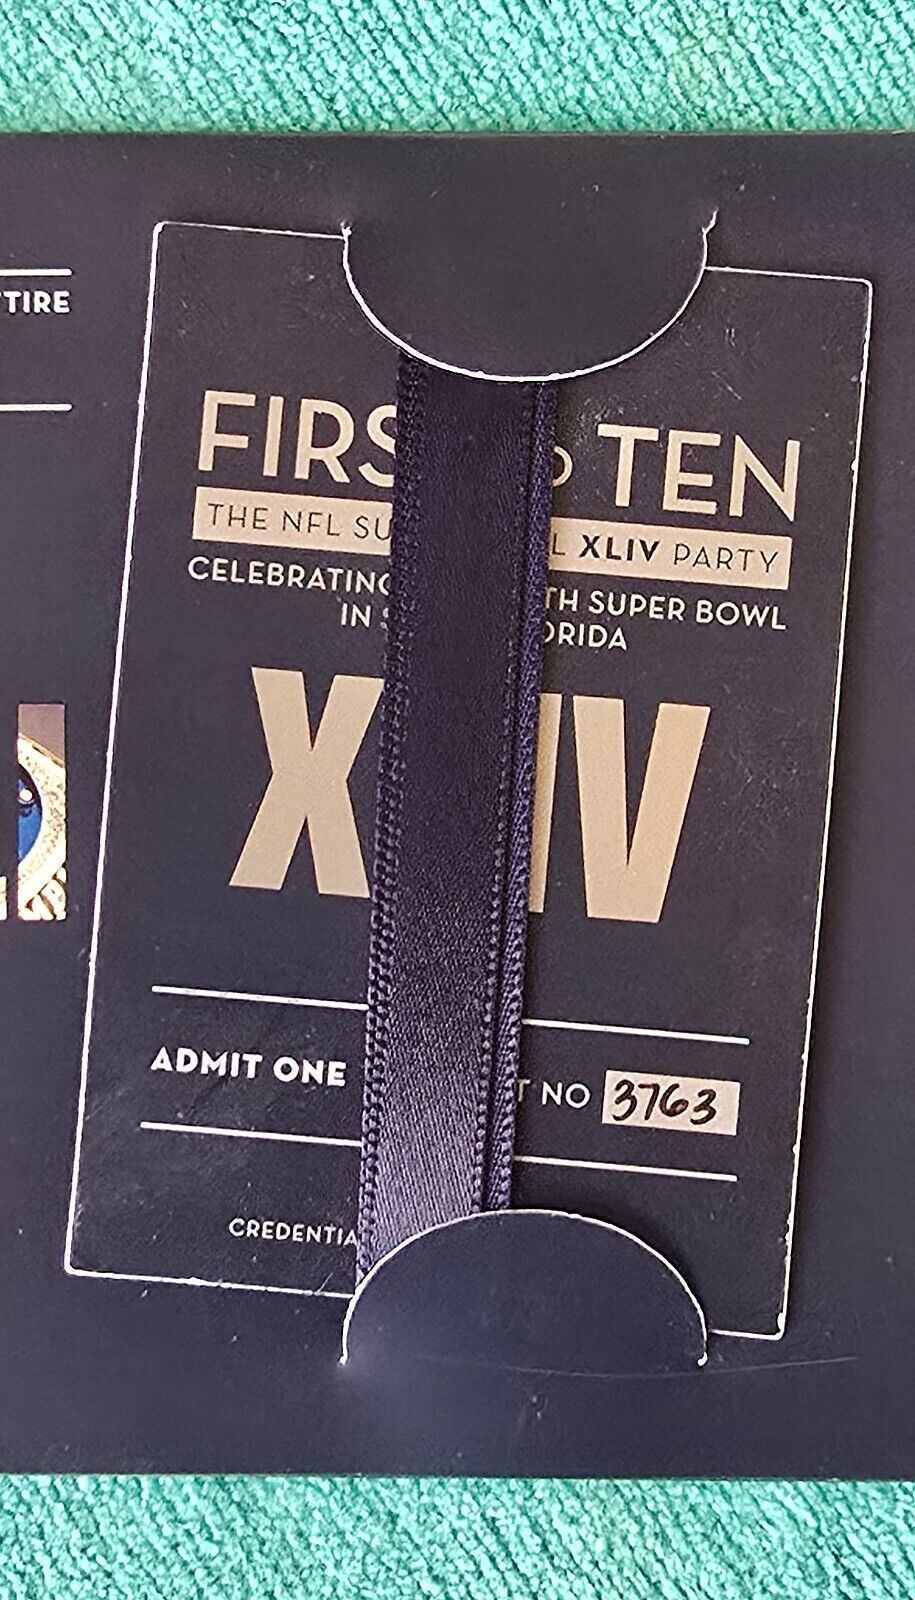 TIRE
FIRS TEN
THE NFL SU L XLIV PARTY
CELEBRATING TH SUPER BOWL
IN S ORIDA
X IV
ADMIT ONE T NO 3763
CREDENTIA